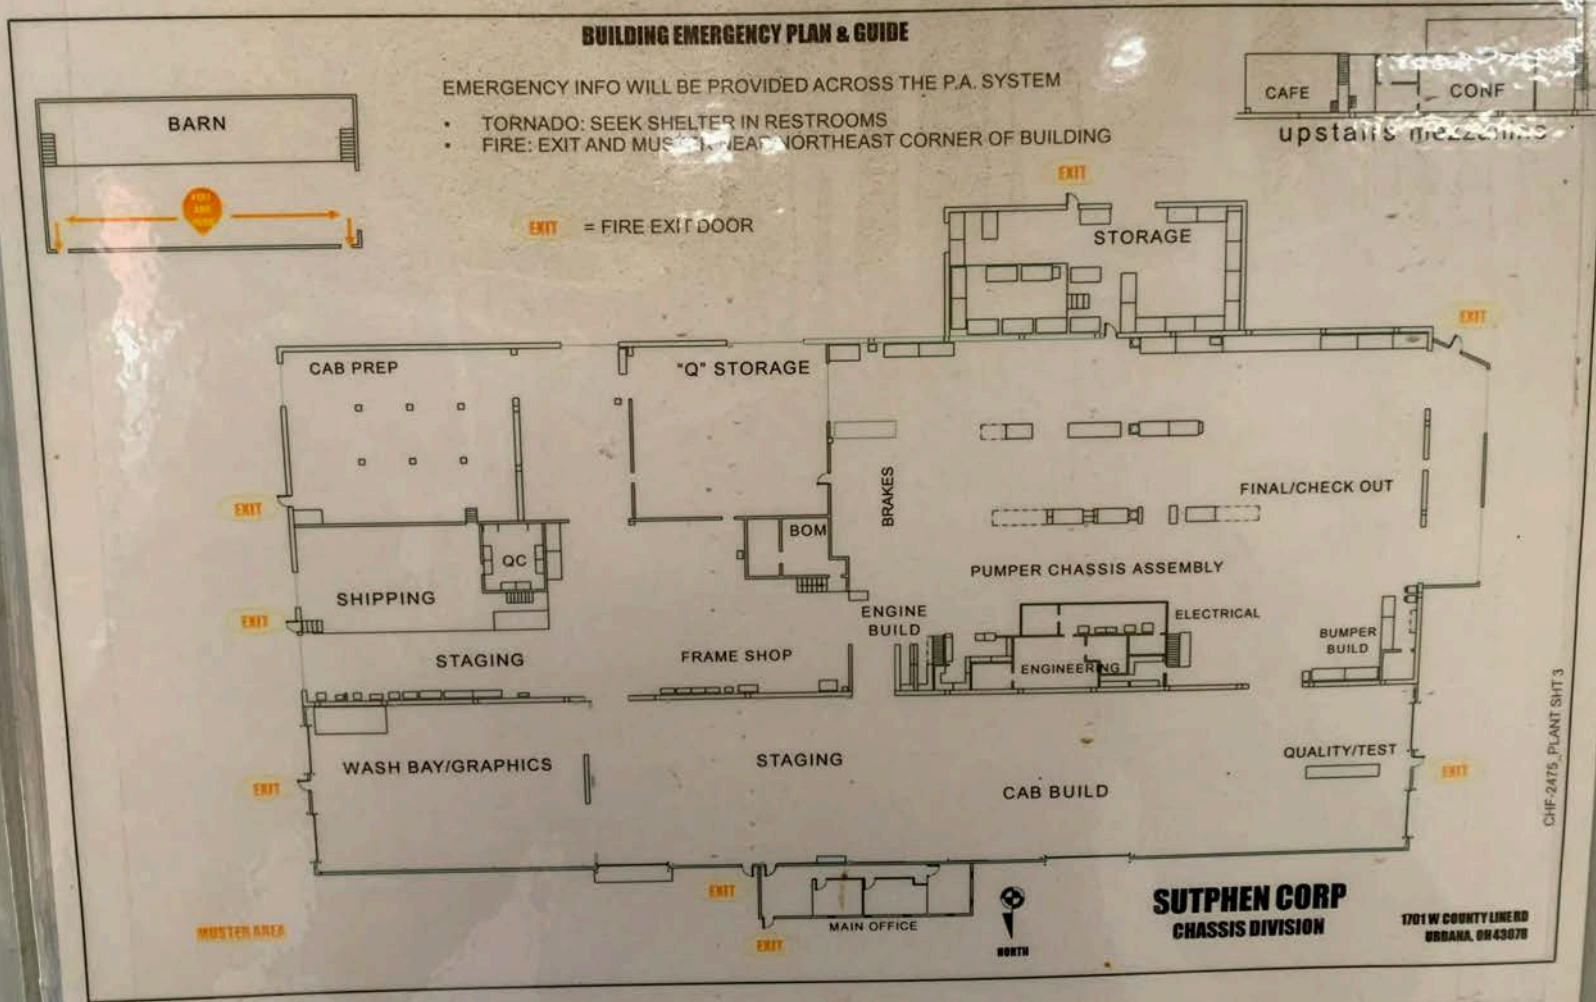 BUILDING EMERGENCY PLAN & GUIDE
EMERGENCY INFO WILL BE PROVIDED ACROSS THE P.A. SYSTEM
• TORNADO: SEEK SHELTER IN RESTROOMS
• FIRE: EXIT AND MUSTER NEAR NORTHEAST CORNER OF BUILDING
EXIT = FIRE EXIT DOOR
BARN
CAFE
CONF
upstairs mezzanine
EXIT
STORAGE
EXIT
CAB PREP
"Q" STORAGE
BRAKES
FINAL/CHECK OUT
EXIT
BOM
QC
PUMPER CHASSIS ASSEMBLY
SHIPPING
EXIT
ENGINE
BUILD
ELECTRICAL
BUMPER
BUILD
STAGING
FRAME SHOP
ENGINEERING
WASH BAY/GRAPHICS
STAGING
QUALITY/TEST
EXIT
EXIT
CAB BUILD
EXIT
MAIN OFFICE
EXIT
MUSTER AREA
NORTH
SUTPHEN CORP
CHASSIS DIVISION
1701 W COUNTY LINE RD
URBANA, OH 43078
CHF-2475_PLANT SHT 3